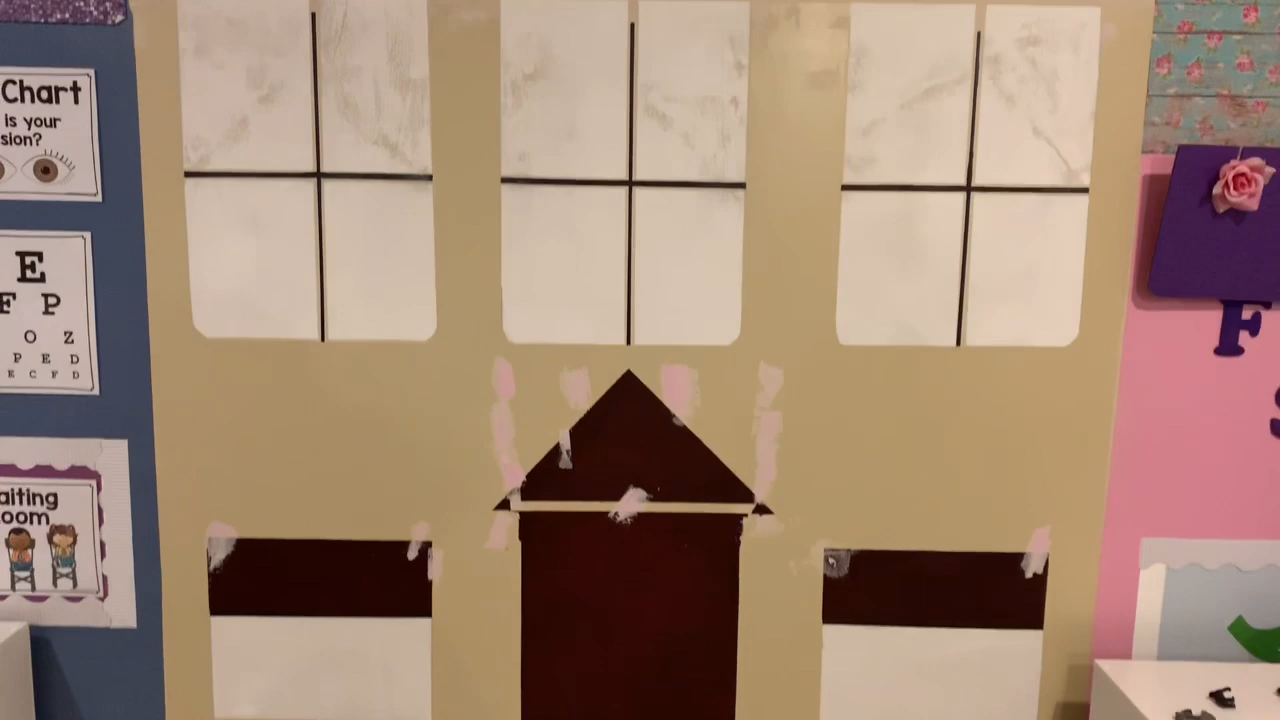 Chart
is your
sion?
E
F P
O Z
P E D
E C F D
aiting
oom
F